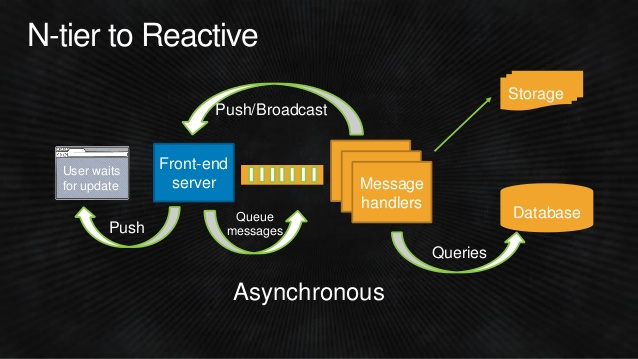 N-tier to Reactive
Storage
Push/Broadcast
User waits
for update
Front-end
server
Message
handlers
Database
Queue
messages
Push
Queries
Asynchronous